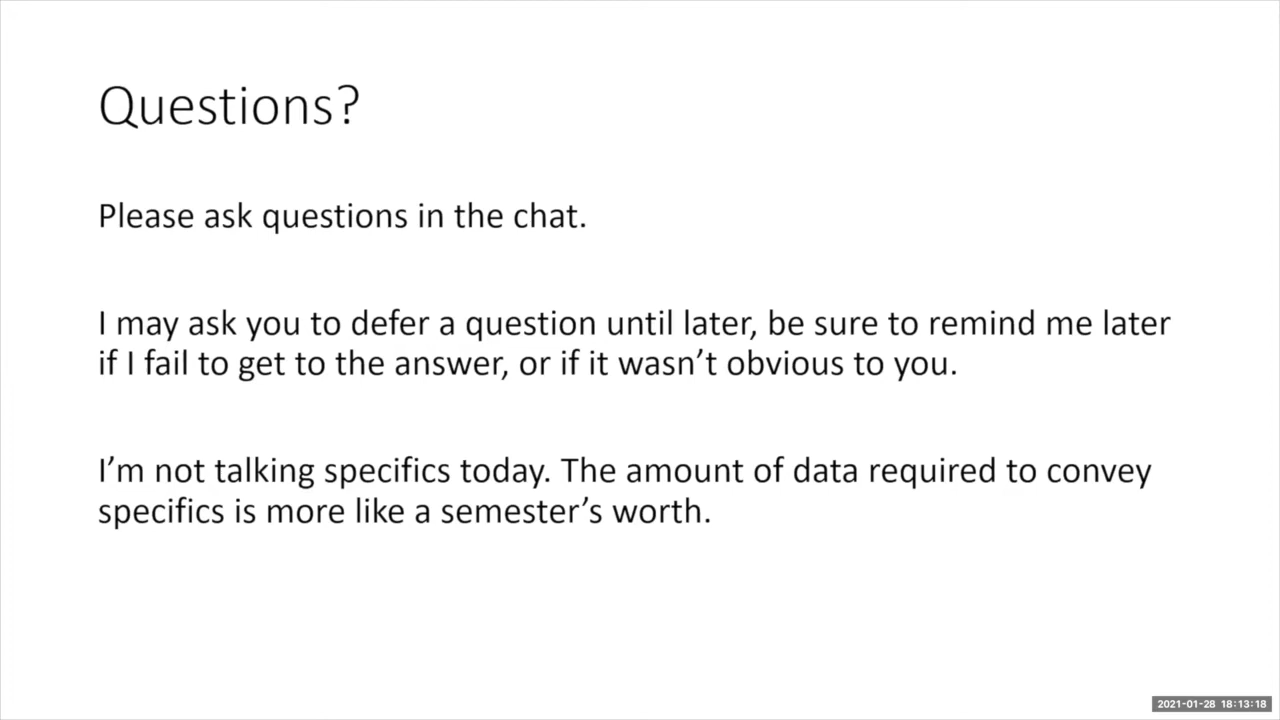 Questions?
Please ask questions in the chat.
I may ask you to defer a question until later, be sure to remind me later
if I fail to get to the answer, or if it wasn’t obvious to you.
I’m not talking specifics today. The amount of data required to convey
specifics is more like a semester’s worth.
2021-01-28 18:13:18